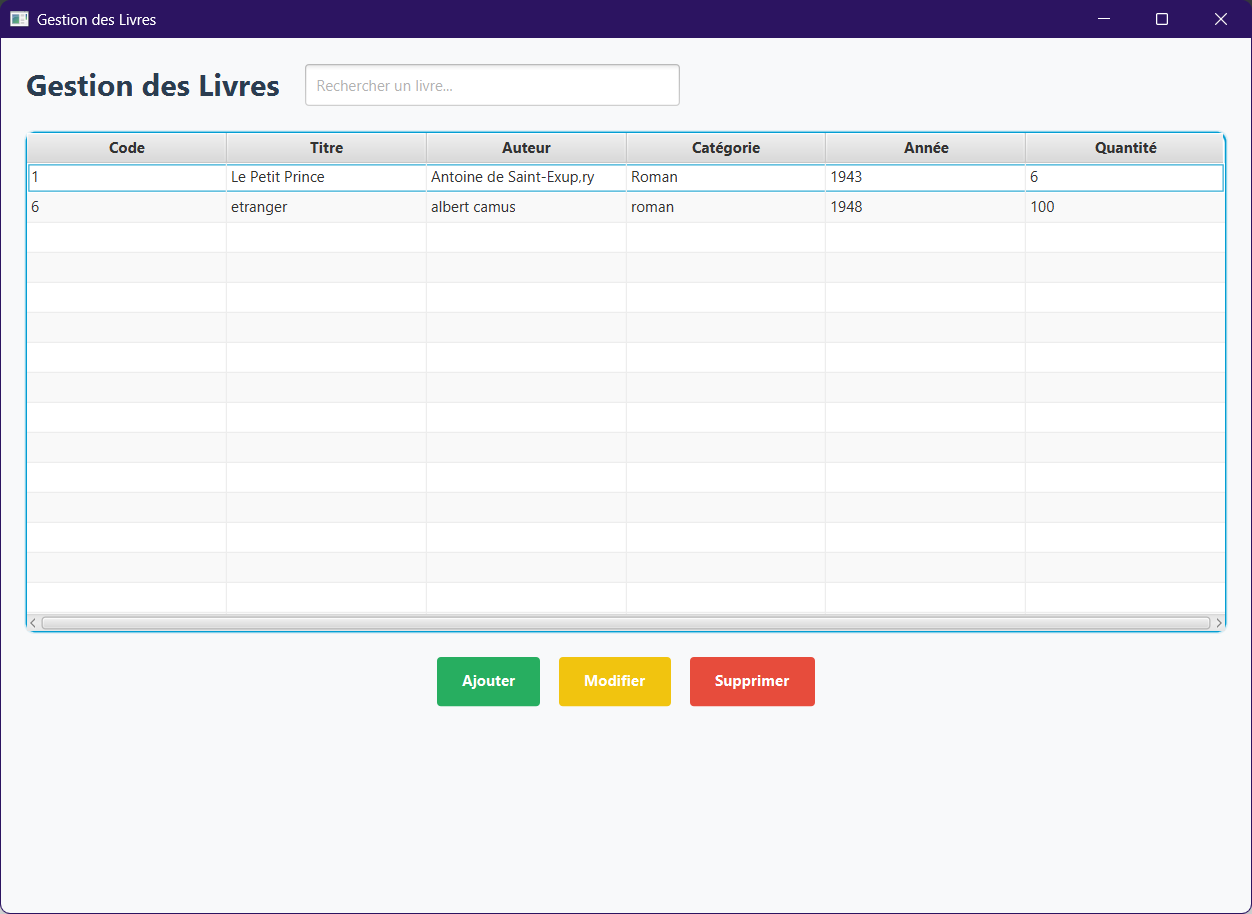 Gestion des Livres
Gestion des Livres Rechercher un livre...
Code Titre Auteur Catégorie Année Quantité
1 Le Petit Prince Antoine de Saint-Exup,ry Roman 1943 6
6 etranger albert camus roman 1948 100
Ajouter Modifier Supprimer